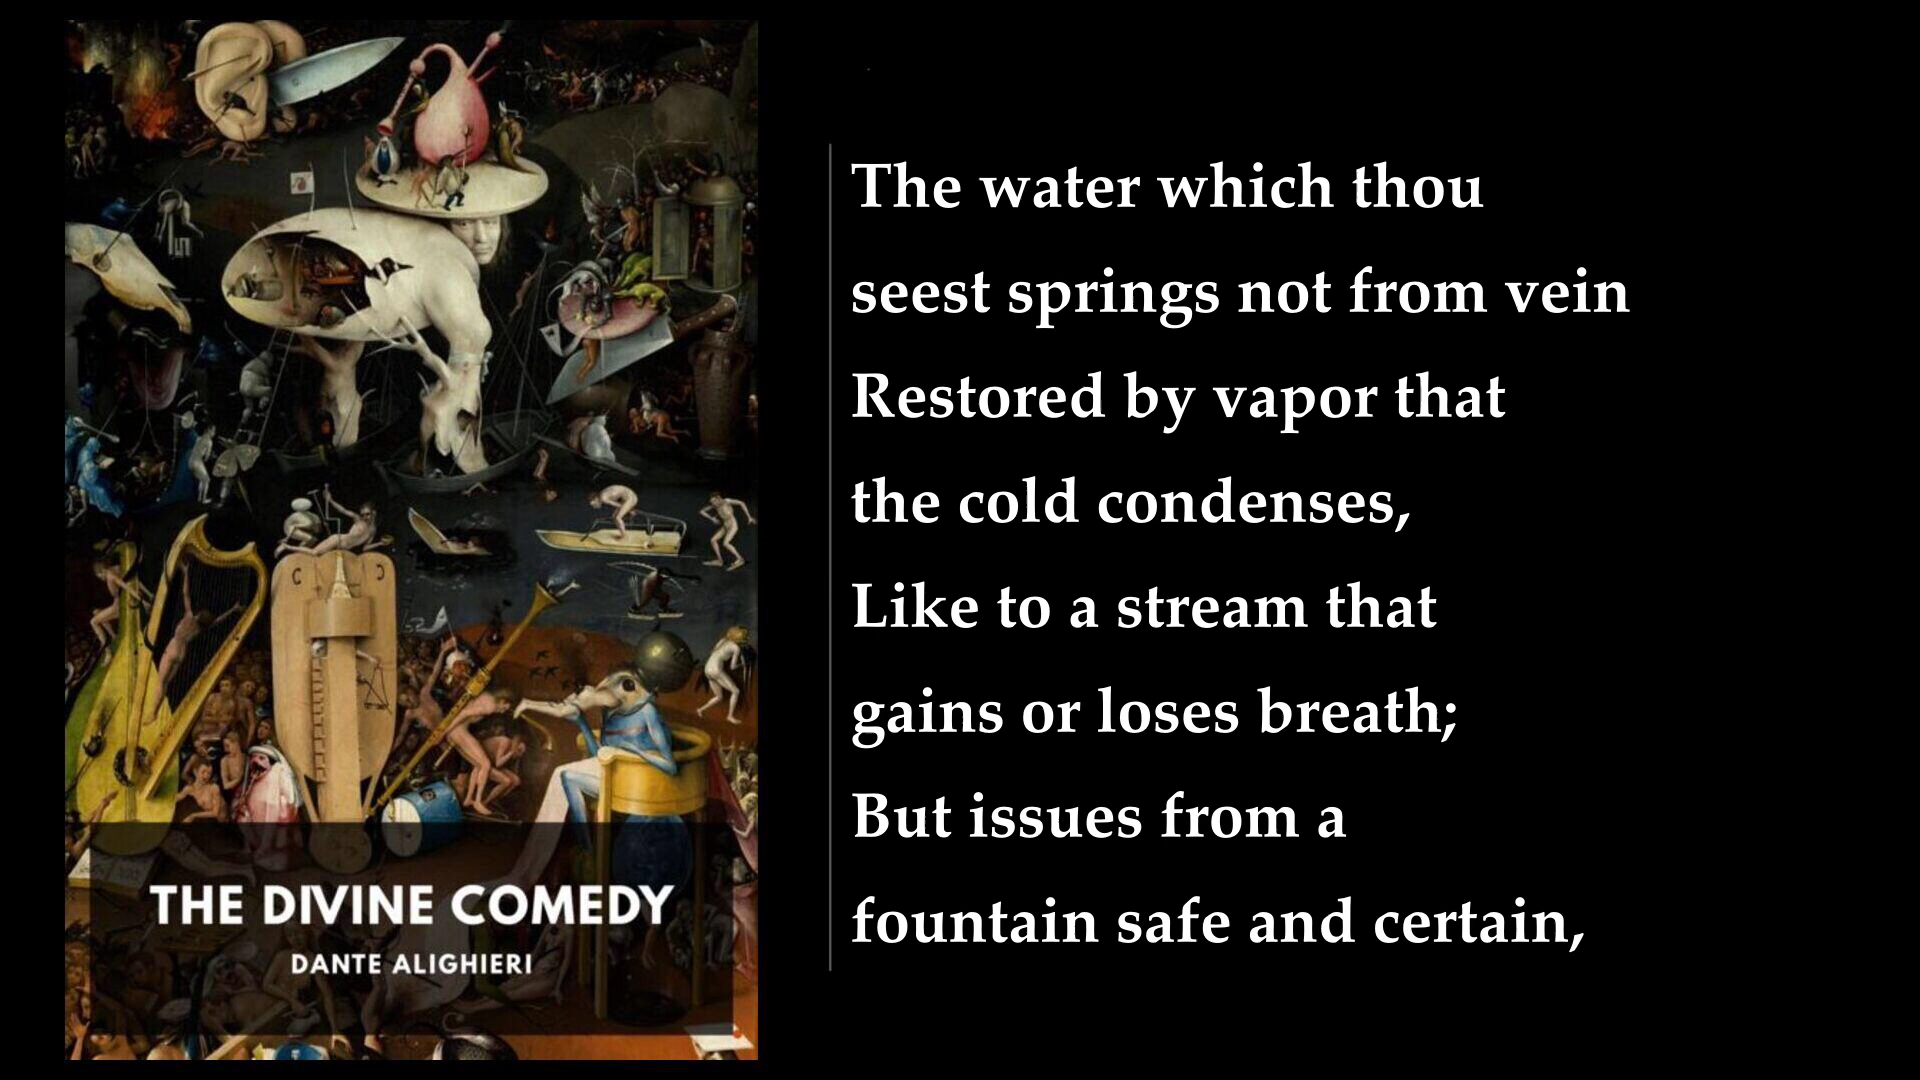 THE DIVINE COMEDY
DANTE ALIGHIERI
The water which thou
seest springs not from vein
Restored by vapor that
the cold condenses,
Like to a stream that
gains or loses breath;
But issues from a
fountain safe and certain,